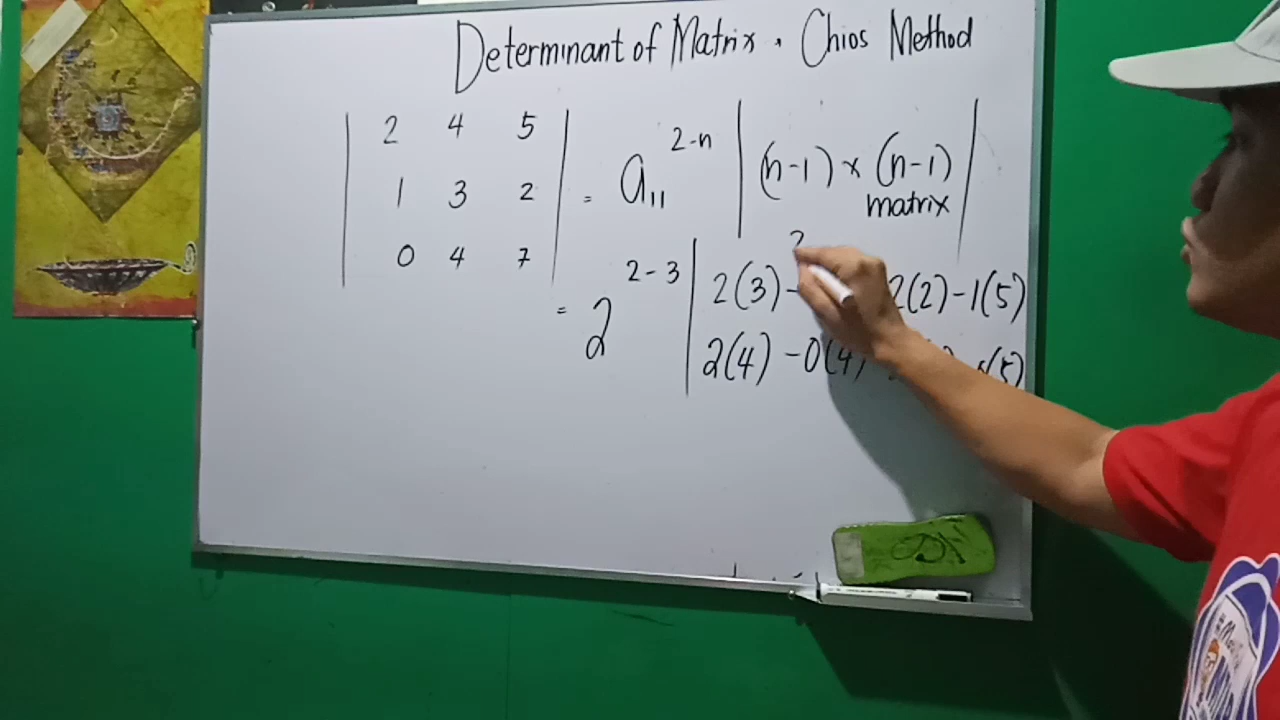 Determinant of Matrix . Chios Method
2 4 5
1 3 2
0 4 7
= a₁₁ ²⁻ⁿ
(n-1) x (n-1)
matrix
= 2 ²⁻³
2(3) - 2(2) - 1(5)
2(4) - 0(4) (5)